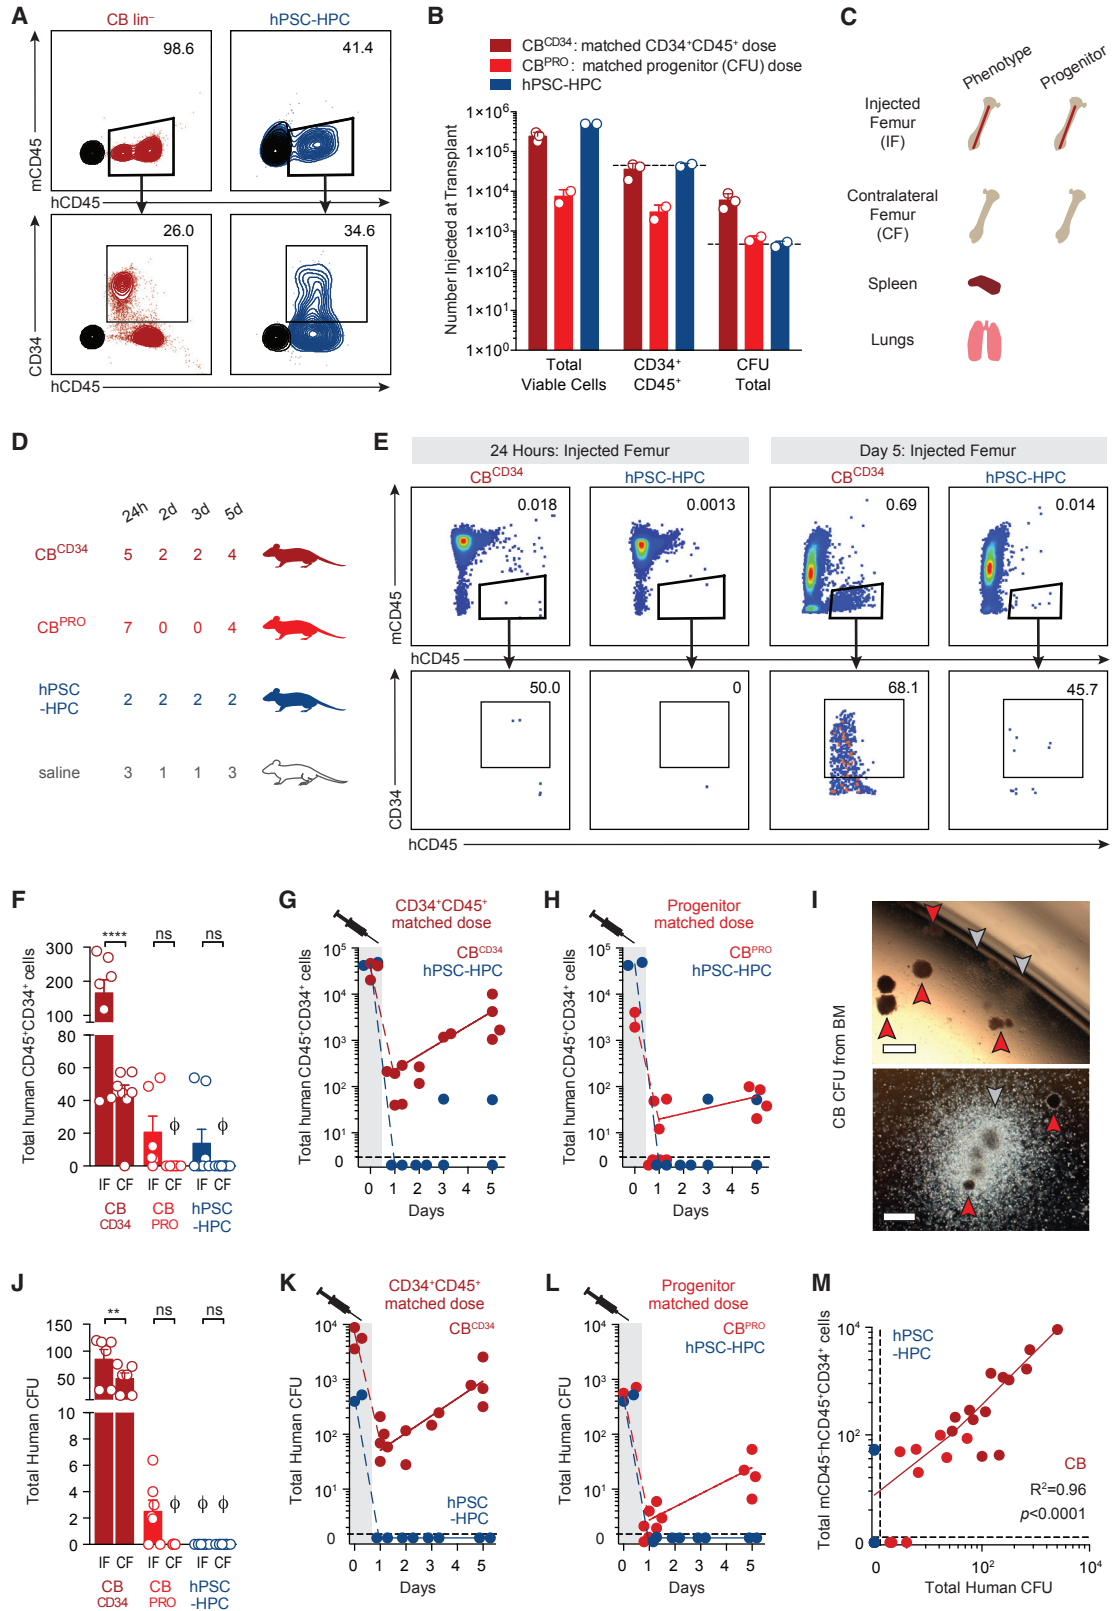 A
CB lin⁻
hPSC-HPC
98.6
41.4
mCD45
hCD45
26.0
34.6
CD34
hCD45
B
CB^CD34: matched CD34⁺CD45⁺ dose
CB^PRO: matched progenitor (CFU) dose
hPSC-HPC
Number Injected at Transplant
1×10⁶
1×10⁵
1×10⁴
1×10³
1×10²
1×10¹
1×10⁰
Total
Viable Cells
CD34⁺
CD45⁺
CFU
Total
C
Phenotype
Progenitor
Injected
Femur
(IF)
Contralateral
Femur
(CF)
Spleen
Lungs
D
24h 2d 3d 5d
CB^CD34 5 2 2 4
CB^PRO 7 0 0 4
hPSC
-HPC 2 2 2 2
saline 3 1 1 3
E
24 Hours: Injected Femur
Day 5: Injected Femur
CB^CD34
hPSC-HPC
CB^CD34
hPSC-HPC
0.018
0.0013
0.69
0.014
mCD45
hCD45
50.0
0
68.1
45.7
CD34
hCD45
F
**** ns ns
Total human CD45⁺CD34⁺ cells
300
200
100
80
60
40
20
0
ϕ ϕ
IF CF IF CF IF CF
CB
CD34
CB
PRO
hPSC
-HPC
G
CD34⁺CD45⁺
matched dose
CB^CD34
hPSC-HPC
Total human CD45⁺CD34⁺ cells
10⁵
10⁴
10³
10²
10¹
0
0 1 2 3 4 5
Days
H
Progenitor
matched dose
CB^PRO
hPSC-HPC
Total human CD45⁺CD34⁺ cells
10⁵
10⁴
10³
10²
10¹
0
0 1 2 3 4 5
Days
I
CB CFU from BM
J
** ns ns
Total Human CFU
150
100
50
10
8
6
4
2
0
ϕ ϕ ϕ
IF CF IF CF IF CF
CB
CD34
CB
PRO
hPSC
-HPC
K
CD34⁺CD45⁺
matched dose
CB^CD34
hPSC
-HPC
Total Human CFU
10⁴
10³
10²
10¹
0
0 1 2 3 4 5
Days
L
Progenitor
matched dose
CB^PRO
hPSC-HPC
Total Human CFU
10⁴
10³
10²
10¹
0
0 1 2 3 4 5
Days
M
hPSC
-HPC
CB
R²=0.96
p<0.0001
Total mCD45⁻hCD45⁺CD34⁺ cells
10⁴
10²
0
0 10² 10⁴
Total Human CFU